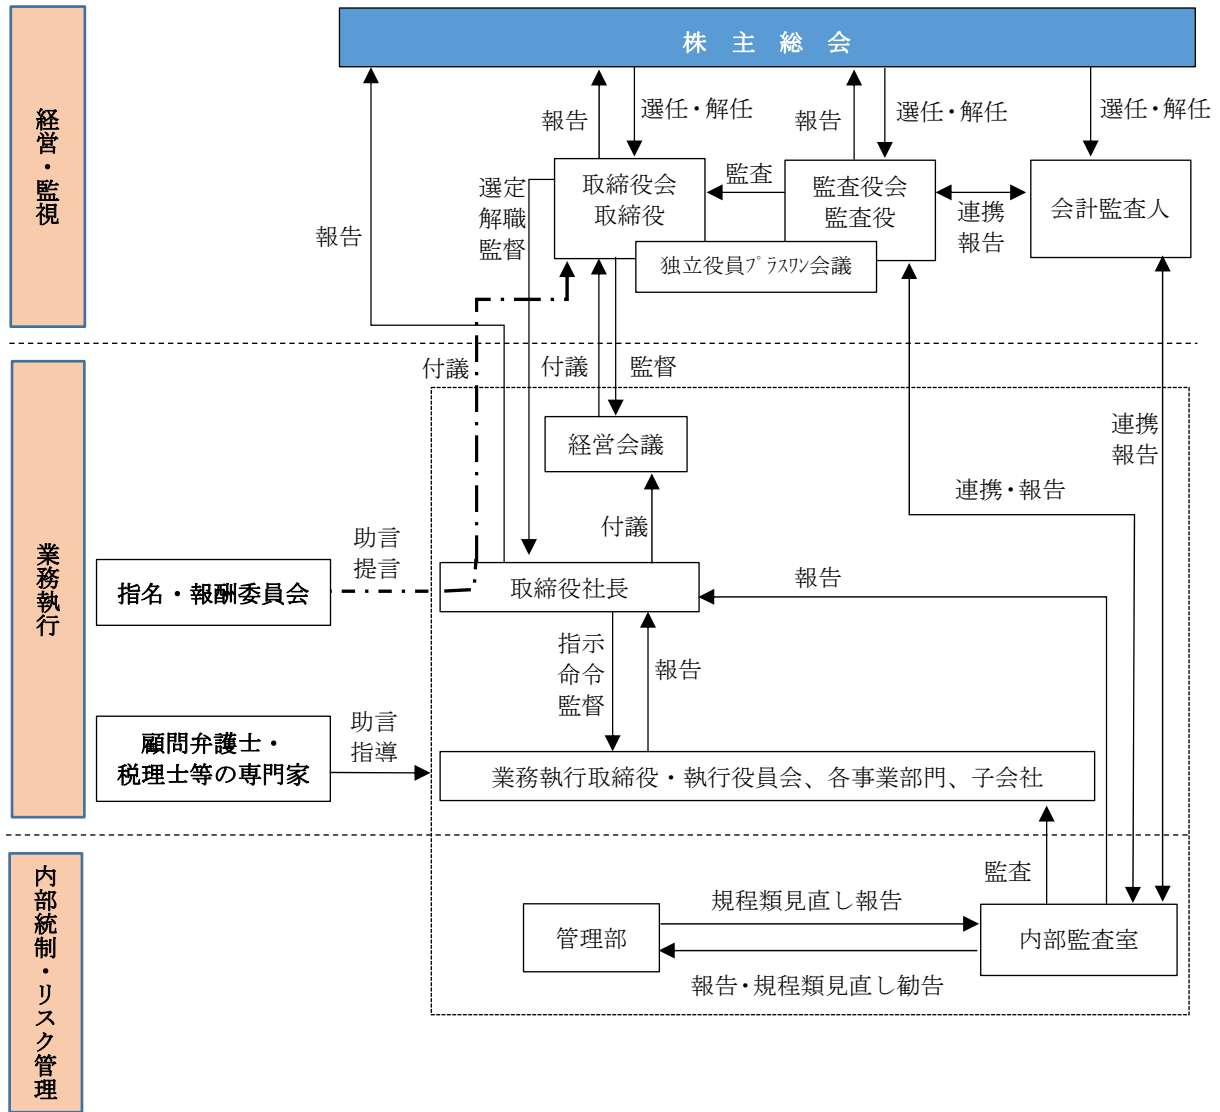 株 主 総 会
経営・監視
報告
選任・解任
報告
選任・解任
選任・解任
選定
解職
監督
取締役会
取締役
監査
監査役会
監査役
連携
報告
会計監査人
報告
独立役員プラスワン会議
付議
付議
監督
経営会議
連携
報告
連携・報告
付議
業務執行
助言
提言
指名・報酬委員会
取締役社長
報告
指示
命令
監督
報告
顧問弁護士・
税理士等の専門家
助言
指導
業務執行取締役・執行役員会、各事業部門、子会社
内部統制・リスク管理
監査
規程類見直し報告
管理部
内部監査室
報告・規程類見直し勧告